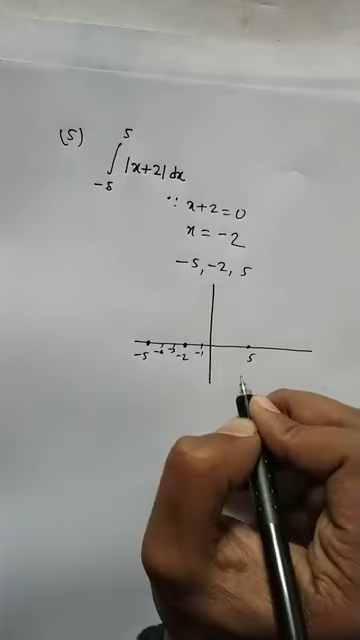 (5) ∫_{-5}^{5} |x+2| dx
∵ x+2=0
x = -2
-5, -2, 5
-5 -4 -3 -2 -1 5